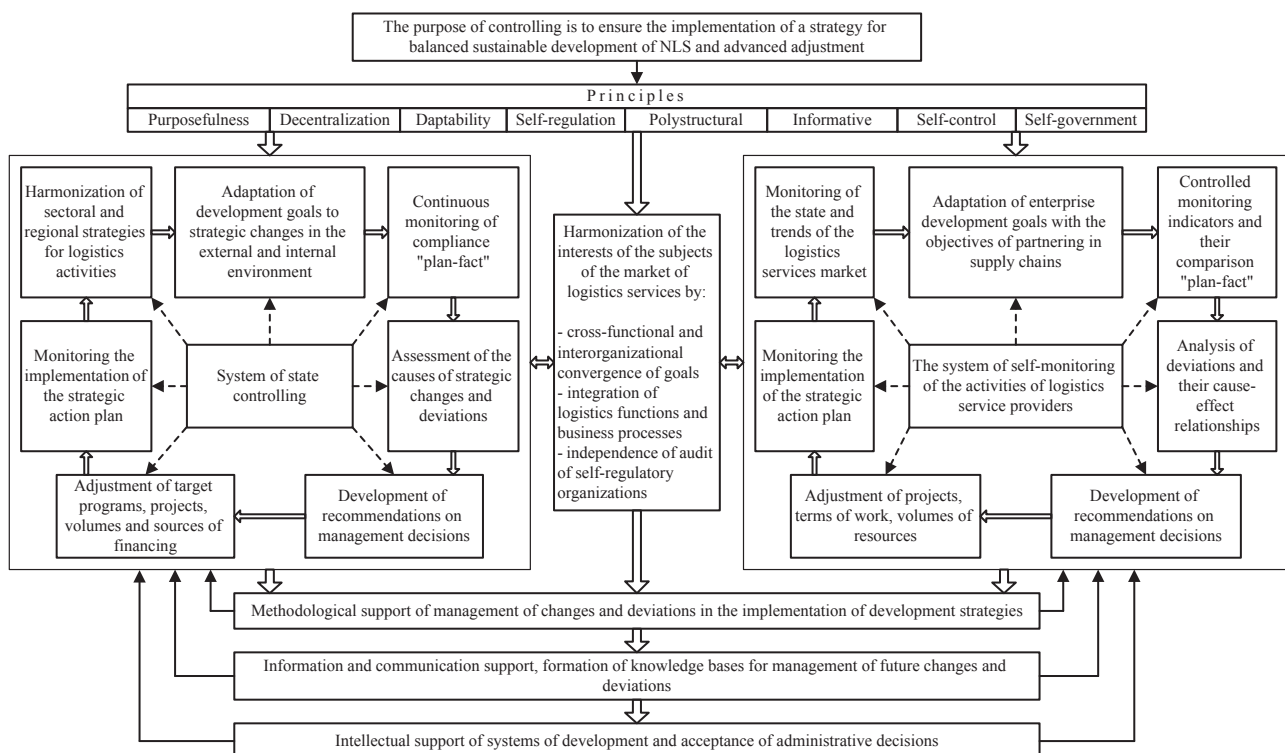 The purpose of controlling is to ensure the implementation of a strategy for
balanced sustainable development of NLS and advanced adjustment
Principles
Purposefulness
Decentralization
Daptability
Self-regulation
Polystructural
Informative
Self-control
Self-government
Harmonization of
sectoral and
regional strategies
for logistics
activities
Adaptation of
development goals to
strategic changes in the
external and internal
environment
Continuous
monitoring of
compliance
"plan-fact"
Monitoring the
implementation of
the strategic
action plan
System of state
controlling
Assessment of the
causes of strategic
changes and
deviations
Adjustment of target
programs, projects,
volumes and sources of
financing
Development of
recommendations on
management decisions
Harmonization of the
interests of the subjects
of the market of
logistics services by:
- cross-functional and
interorganizational
convergence of goals
- integration of
logistics functions and
business processes
- independence of audit
of self-regulatory
organizations
Monitoring of
the state and
trends of the
logistics
services market
Adaptation of enterprise
development goals with the
objectives of partnering in
supply chains
Controlled
monitoring
indicators and
their
comparison
"plan-fact"
Monitoring the
implementation
of the strategic
action plan
The system of self-monitoring
of the activities of logistics
service providers
Analysis of
deviations and
their cause-
effect
relationships
Adjustment of projects,
terms of work, volumes of
resources
Development of
recommendations on
management decisions
Methodological support of management of changes and deviations in the implementation of development strategies
Information and communication support, formation of knowledge bases for management of future changes and
deviations
Intellectual support of systems of development and acceptance of administrative decisions